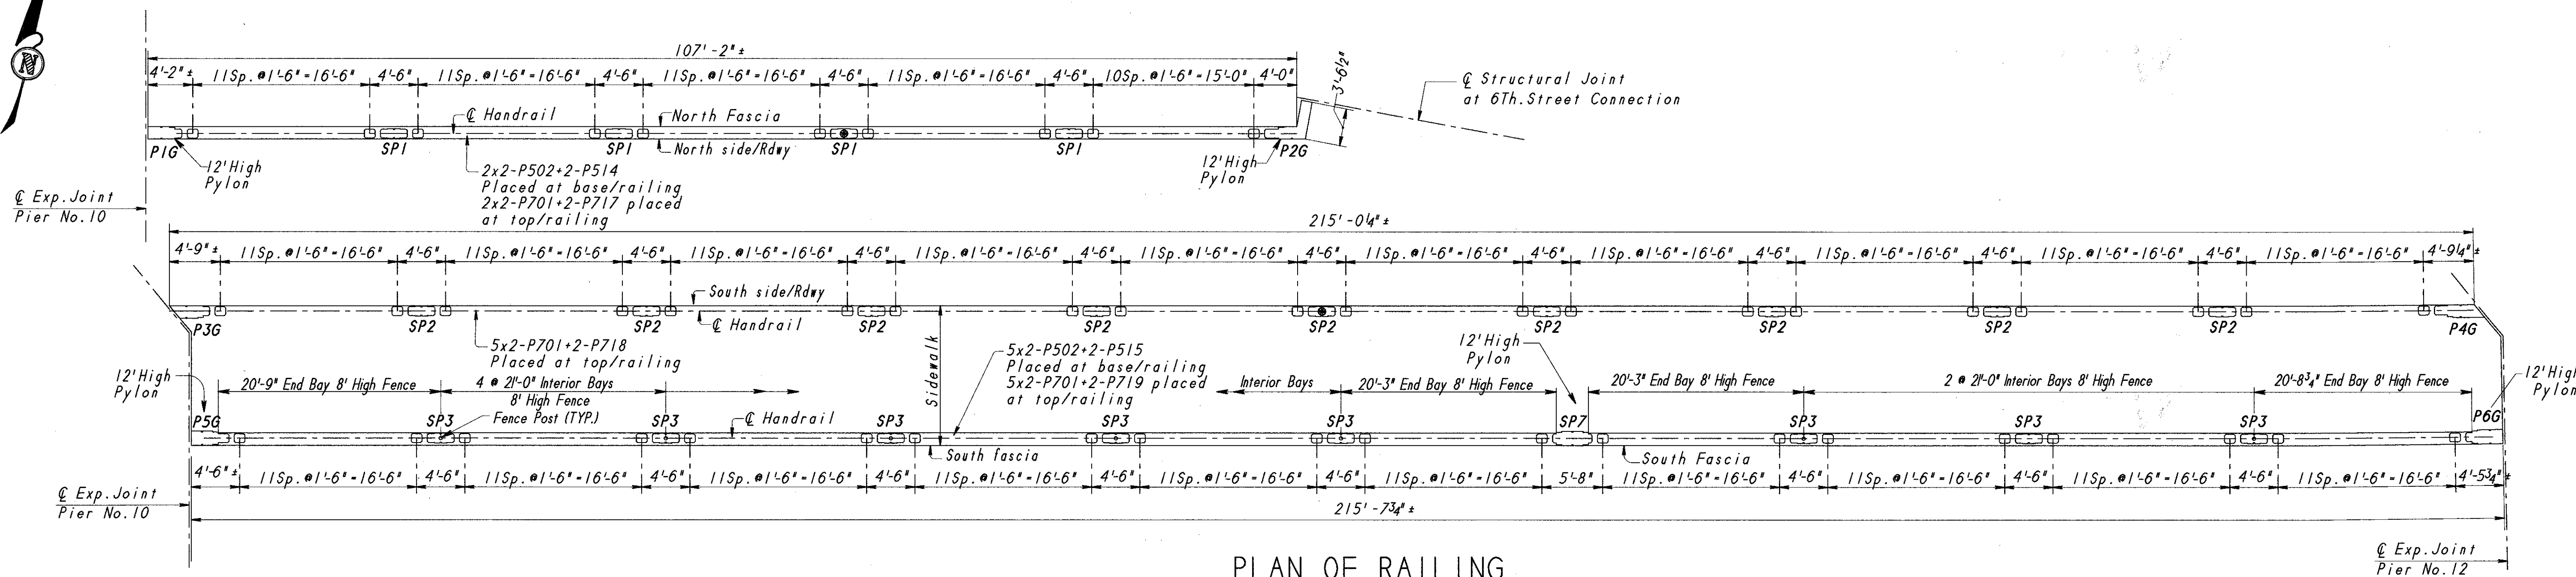 N
107'-2"±
4'-2"± 11Sp.@1'-6"=16'-6" 4'-6" 11Sp.@1'-6"=16'-6" 4'-6" 11Sp.@1'-6"=16'-6" 4'-6" 11Sp.@1'-6"=16'-6" 4'-6" 10Sp.@1'-6"=15'-0" 4'-0"
3'-6½"
℄ Structural Joint
at 6Th.Street Connection
℄ Handrail
North Fascia
P1G
SP1
SP1
North side/Rdwy
SP1
SP1
P2G
12'High
Pylon
12'High
Pylon
2x2-P502+2-P514
Placed at base/railing
2x2-P701+2-P717 placed
at top/railing
℄ Exp.Joint
Pier No.10
215'-0¼"±
4'-9"± 11Sp.@1'-6"=16'-6" 4'-6" 11Sp.@1'-6"=16'-6" 4'-6" 11Sp.@1'-6"=16'-6" 4'-6" 11Sp.@1'-6"=16'-6" 4'-6" 11Sp.@1'-6"=16'-6" 4'-6" 11Sp.@1'-6"=16'-6" 4'-6" 11Sp.@1'-6"=16'-6" 4'-6" 11Sp.@1'-6"=16'-6" 4'-6" 11Sp.@1'-6"=16'-6" 4'-6" 11Sp.@1'-6"=16'-6" 4'-9¼"±
South side/Rdwy
℄ Handrail
P3G
SP2
SP2
SP2
SP2
SP2
SP2
SP2
SP2
SP2
P4G
5x2-P701+2-P718
Placed at top/railing
Sidewalk
5x2-P502+2-P515
Placed at base/railing
5x2-P701+2-P719 placed
at top/railing
12'High
Pylon
12'High
Pylon
12'High
Pylon
20'-9" End Bay 8' High Fence
4 @ 21'-0" Interior Bays
8' High Fence
Interior Bays
20'-3" End Bay 8' High Fence
20'-3" End Bay 8' High Fence
2 @ 21'-0" Interior Bays 8' High Fence
20'-8¾" End Bay 8' High Fence
P5G
SP3
Fence Post (TYP.)
SP3
℄ Handrail
SP3
SP3
SP3
SP7
SP3
SP3
SP3
P6G
South fascia
South Fascia
4'-6"± 11Sp.@1'-6"=16'-6" 4'-6" 11Sp.@1'-6"=16'-6" 4'-6" 11Sp.@1'-6"=16'-6" 4'-6" 11Sp.@1'-6"=16'-6" 4'-6" 11Sp.@1'-6"=16'-6" 4'-6" 11Sp.@1'-6"=16'-6" 5'-8" 11Sp.@1'-6"=16'-6 4'-6" 11Sp.@1'-6"=16'-6" 4'-6" 11Sp.@1'-6"=16'-6" 4'-6" 11Sp.@1'-6"=16'-6" 4'-5¾"±
℄ Exp.Joint
Pier No.10
215'-7¾"±
PLAN OF RAILING
℄ Exp.Joint
Pier No.12